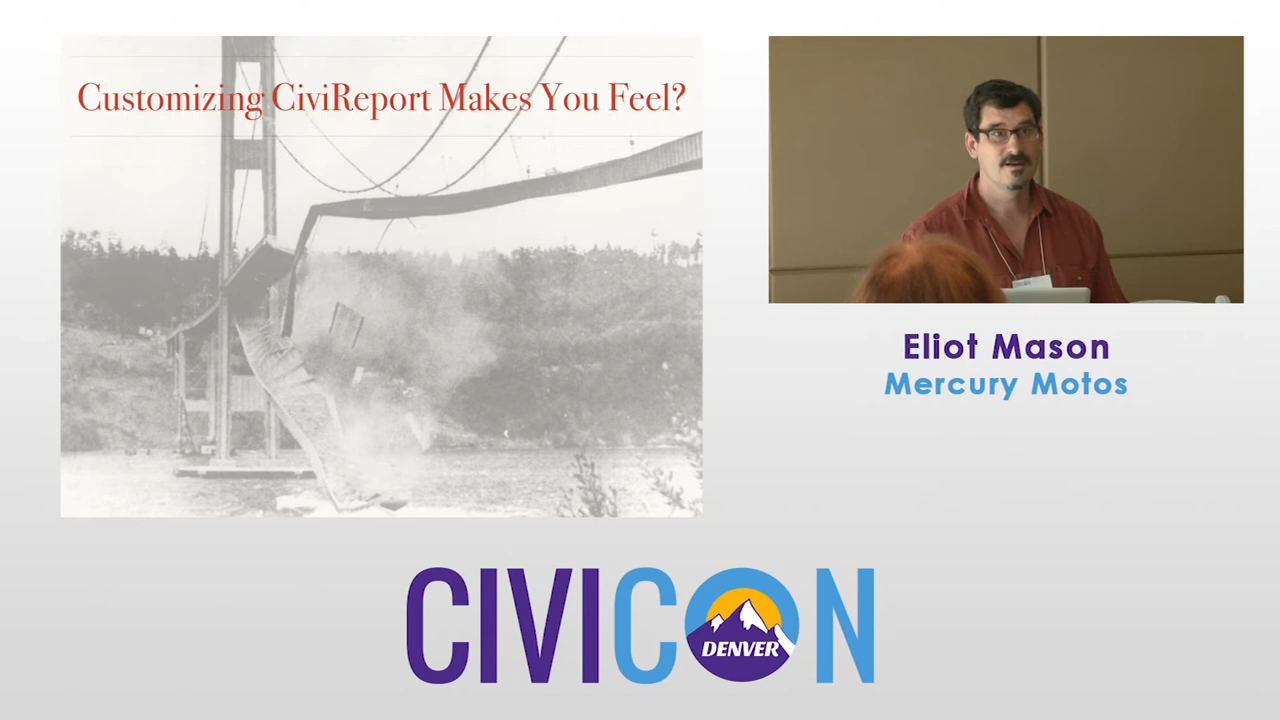 Customizing CiviReport Makes You Feel?
Eliot Mason
Mercury Motos
CIVICON
DENVER